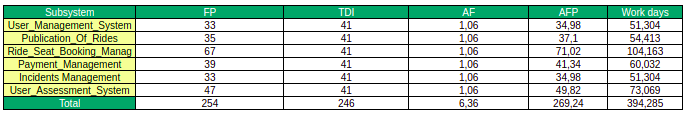 Subsystem FP TDI AF AFP Work days
User_Management_System 33 41 1,06 34,98 51,304
Publication_Of_Rides 35 41 1,06 37,1 54,413
Ride_Seat_Booking_Manag 67 41 1,06 71,02 104,163
Payment_Management 39 41 1,06 41,34 60,032
Incidents Management 33 41 1,06 34,98 51,304
User_Assessment_System 47 41 1,06 49,82 73,069
Total 254 246 6,36 269,24 394,285